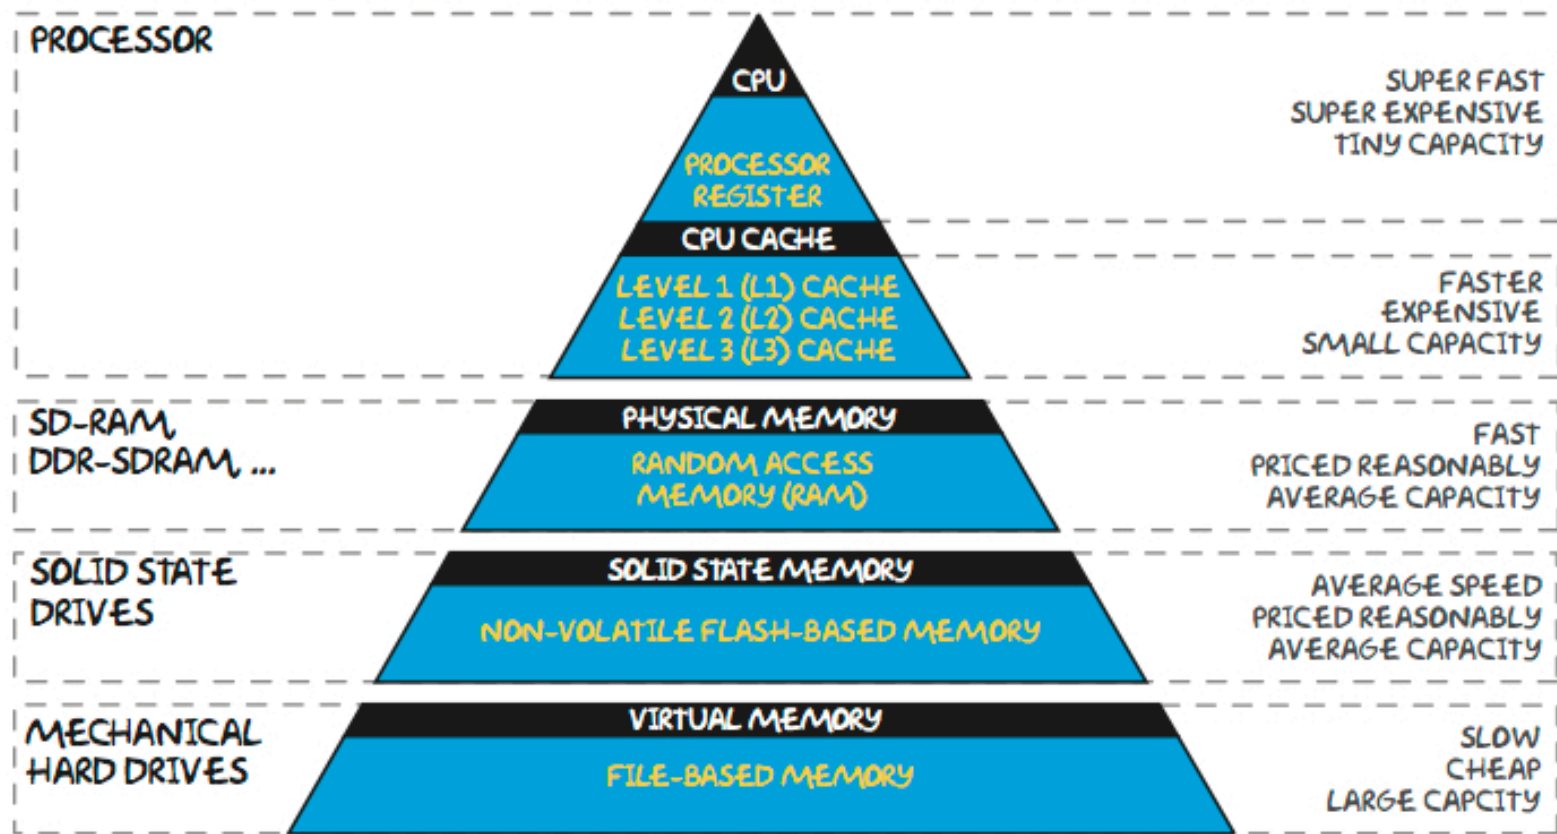 PROCESSOR
CPU
SUPER FAST
SUPER EXPENSIVE
TINY CAPACITY
PROCESSOR
REGISTER
CPU CACHE
LEVEL 1 (L1) CACHE
LEVEL 2 (L2) CACHE
LEVEL 3 (L3) CACHE
FASTER
EXPENSIVE
SMALL CAPACITY
SD-RAM,
DDR-SDRAM, ...
PHYSICAL MEMORY
RANDOM ACCESS
MEMORY (RAM)
FAST
PRICED REASONABLY
AVERAGE CAPACITY
SOLID STATE
DRIVES
SOLID STATE MEMORY
NON-VOLATILE FLASH-BASED MEMORY
AVERAGE SPEED
PRICED REASONABLY
AVERAGE CAPACITY
MECHANICAL
HARD DRIVES
VIRTUAL MEMORY
FILE-BASED MEMORY
SLOW
CHEAP
LARGE CAPCITY